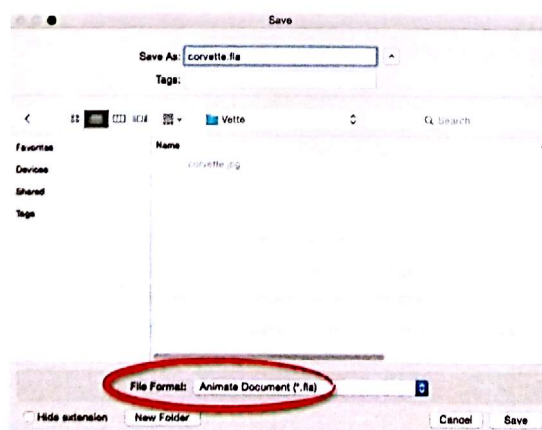 Save
Save As: corvette.fla
Tags:
Vette
Search
Favorites
Name
corvette.jpg
Devices
Shared
Tags
File Format: Animate Document (*.fla)
Hide extension
New Folder
Cancel
Save